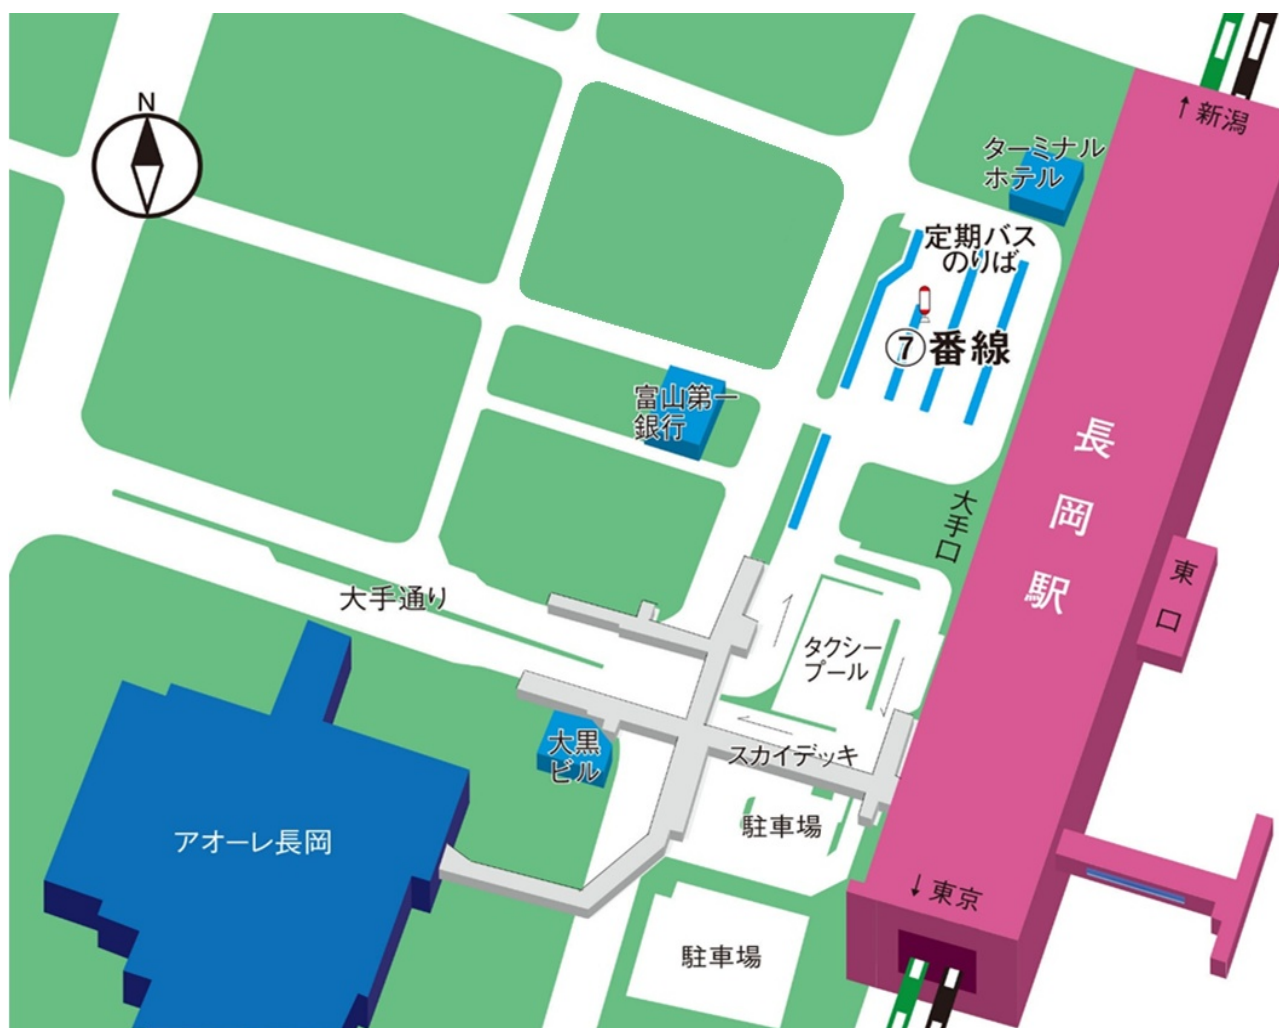 N
↑新潟
ターミナル
ホテル
定期バス
のりば
⑦番線
富山第一
銀行
長岡駅
大手口
東口
大手通り
タクシー
プール
大黒
ビル
スカイデッキ
駐車場
アオーレ長岡
↓東京
駐車場